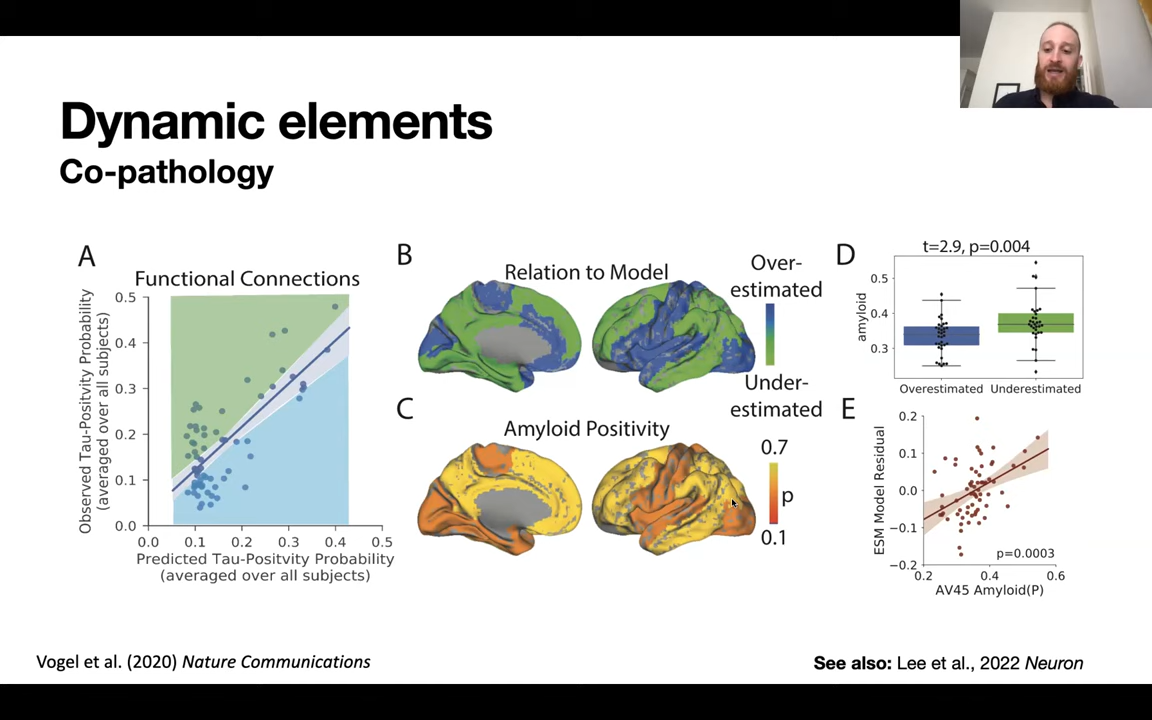 Dynamic elements
Co-pathology
A
Functional Connections
Observed Tau-Positvity Probability
(averaged over all subjects)
0.5
0.4
0.3
0.2
0.1
0.0
0.0 0.1 0.2 0.3 0.4 0.5
Predicted Tau-Positvity Probability
(averaged over all subjects)
B
Relation to Model
Over-
estimated
Under-
estimated
C
Amyloid Positivity
0.7
p
0.1
D
t=2.9, p=0.004
amyloid
0.5
0.4
0.3
Overestimated Underestimated
E
ESM Model Residual
0.2
0.1
0.0
−0.1
−0.2
p=0.0003
0.2 0.4 0.6
AV45 Amyloid(P)
Vogel et al. (2020) Nature Communications
See also: Lee et al., 2022 Neuron